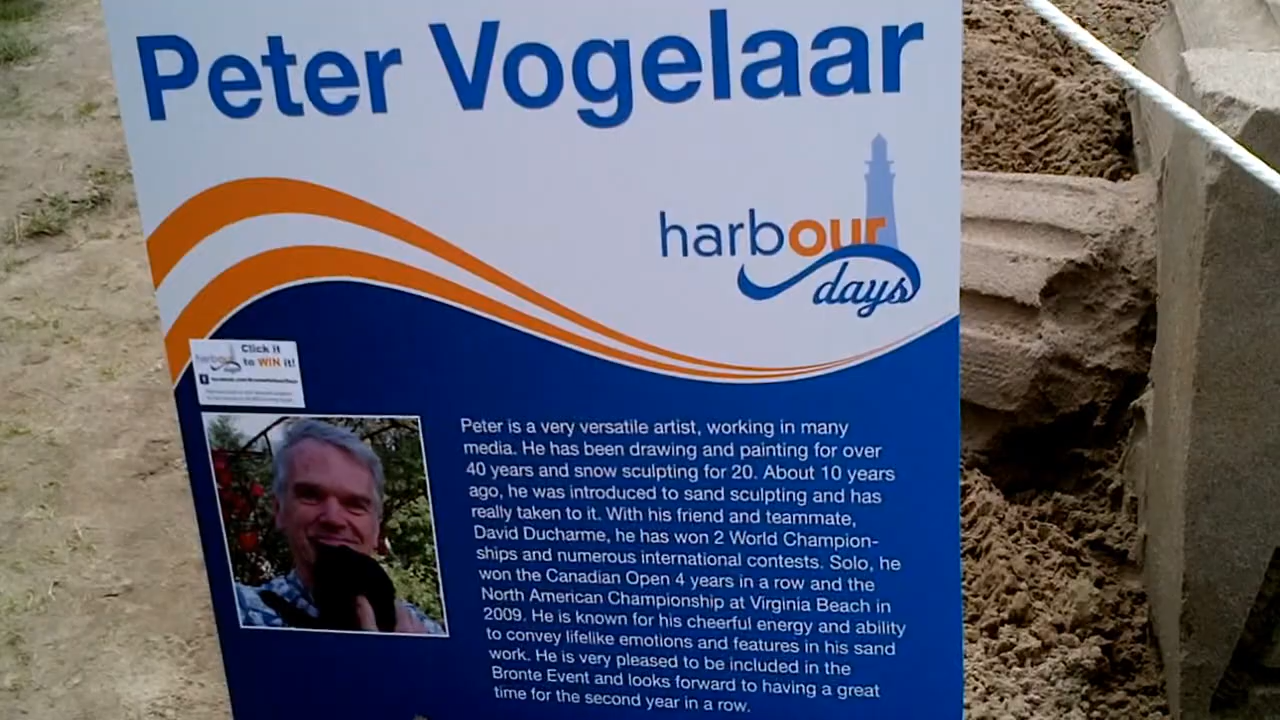 Peter Vogelaar
harbour
days
harbour
days
Click it
to WIN it!
Peter is a very versatile artist, working in many
media. He has been drawing and painting for over
40 years and snow sculpting for 20. About 10 years
ago, he was introduced to sand sculpting and has
really taken to it. With his friend and teammate,
David Ducharme, he has won 2 World Champion-
ships and numerous international contests. Solo, he
won the Canadian Open 4 years in a row and the
North American Championship at Virginia Beach in
2009. He is known for his cheerful energy and ability
to convey lifelike emotions and features in his sand
work. He is very pleased to be included in the
Bronte Event and looks forward to having a great
time for the second year in a row.